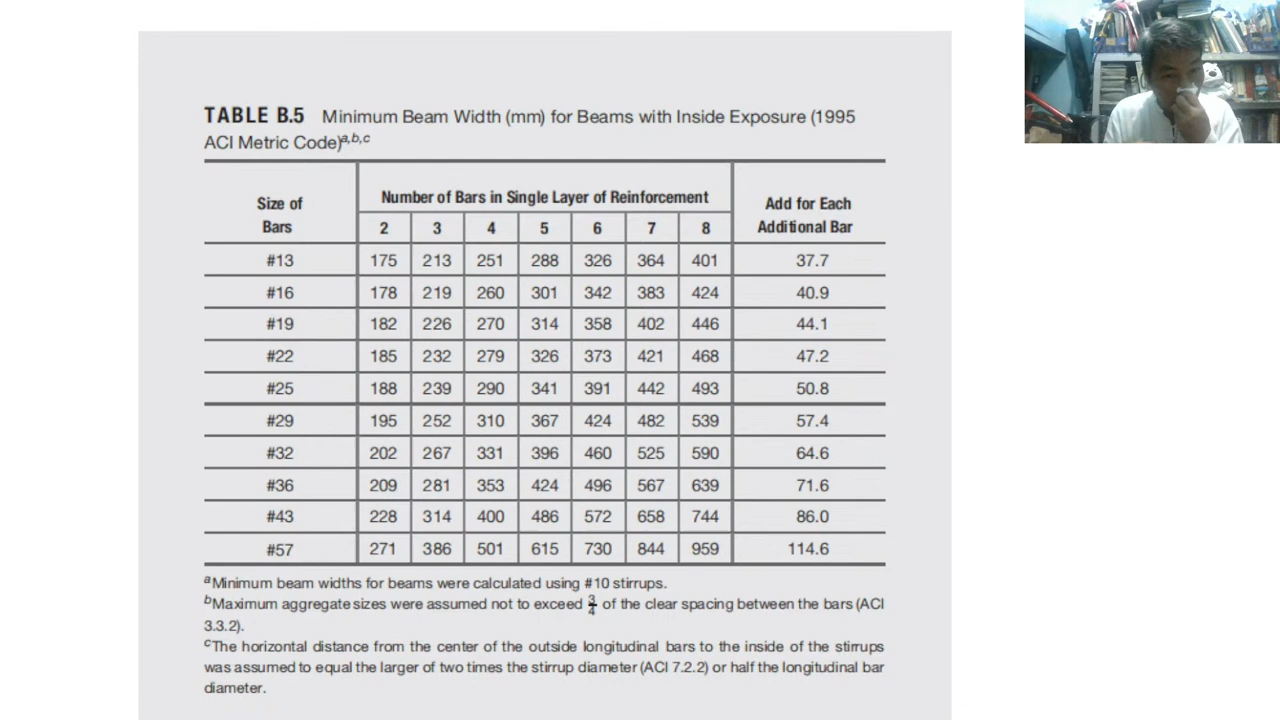 TABLE B.5 Minimum Beam Width (mm) for Beams with Inside Exposure (1995
ACI Metric Code)a,b,c
Size of Bars Number of Bars in Single Layer of Reinforcement Add for Each Additional Bar
2 3 4 5 6 7 8
#13 175 213 251 288 326 364 401 37.7
#16 178 219 260 301 342 383 424 40.9
#19 182 226 270 314 358 402 446 44.1
#22 185 232 279 326 373 421 468 47.2
#25 188 239 290 341 391 442 493 50.8
#29 195 252 310 367 424 482 539 57.4
#32 202 267 331 396 460 525 590 64.6
#36 209 281 353 424 496 567 639 71.6
#43 228 314 400 486 572 658 744 86.0
#57 271 386 501 615 730 844 959 114.6
aMinimum beam widths for beams were calculated using #10 stirrups.
bMaximum aggregate sizes were assumed not to exceed 3/4 of the clear spacing between the bars (ACI
3.3.2).
cThe horizontal distance from the center of the outside longitudinal bars to the inside of the stirrups
was assumed to equal the larger of two times the stirrup diameter (ACI 7.2.2) or half the longitudinal bar
diameter.